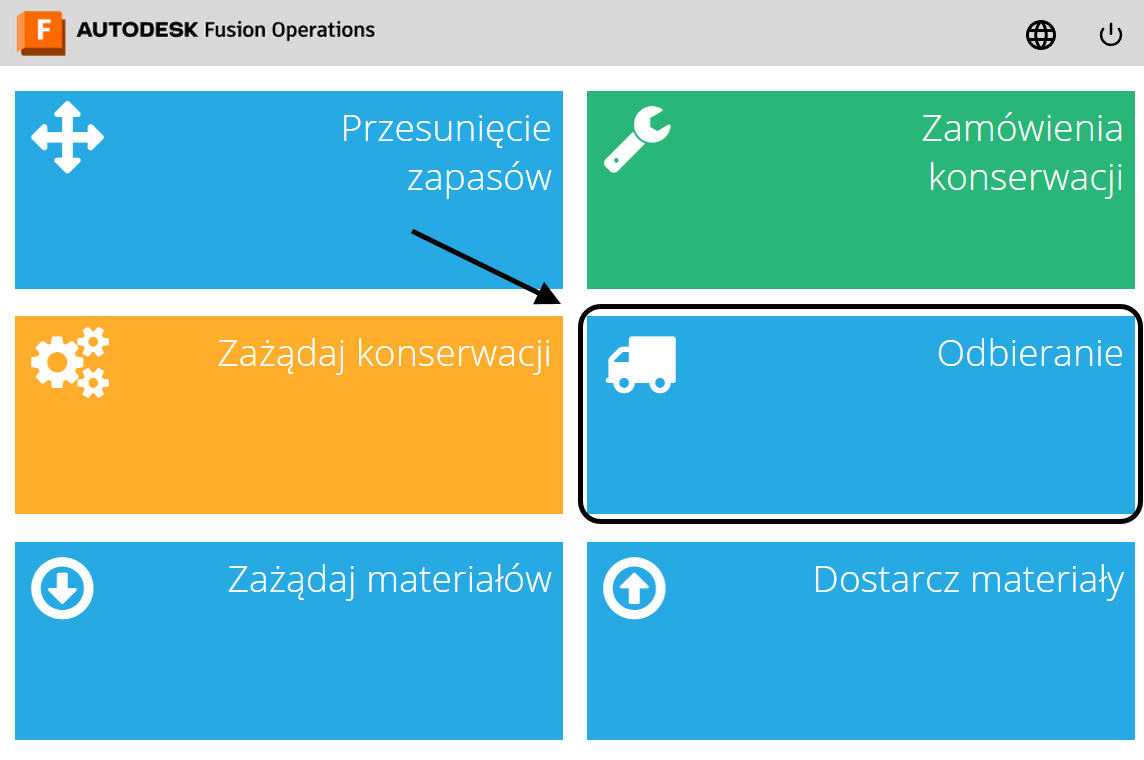 F AUTODESK Fusion Operations
Przesunięcie
zapasów
Zamówienia
konserwacji
Zażądaj konserwacji
Odbieranie
Zażądaj materiałów
Dostarcz materiały